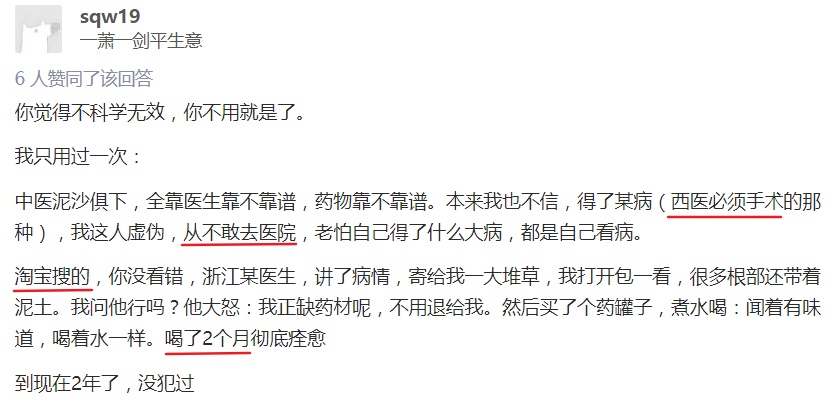 sqw19
一萧一剑平生意
6 人赞同了该回答
你觉得不科学无效，你不用就是了。
我只用过一次：
中医泥沙俱下，全靠医生靠不靠谱，药物靠不靠谱。本来我也不信，得了某病（西医必须手术的那
种），我这人虚伪，从不敢去医院，老怕自己得了什么大病，都是自己看病。
淘宝搜的，你没看错，浙江某医生，讲了病情，寄给我一大堆草，我打开包一看，很多根部还带着
泥土。我问他行吗？他大怒：我正缺药材呢，不用退给我。然后买了个药罐子，煮水喝：闻着有味
道，喝着水一样。喝了2个月彻底痊愈
到现在2年了，没犯过